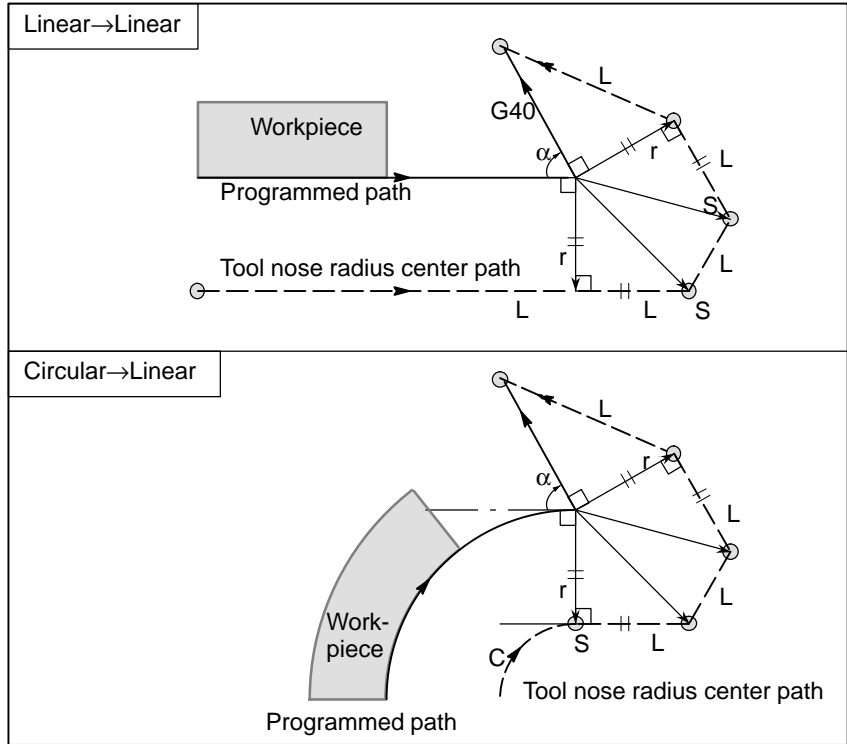 Linear→Linear
L
G40
Workpiece
α
r
L
Programmed path
S
r
Tool nose radius center path
L
L
L
S
Circular→Linear
L
α
r
L
r
L
Work-
piece
S
L
C
Tool nose radius center path
Programmed path